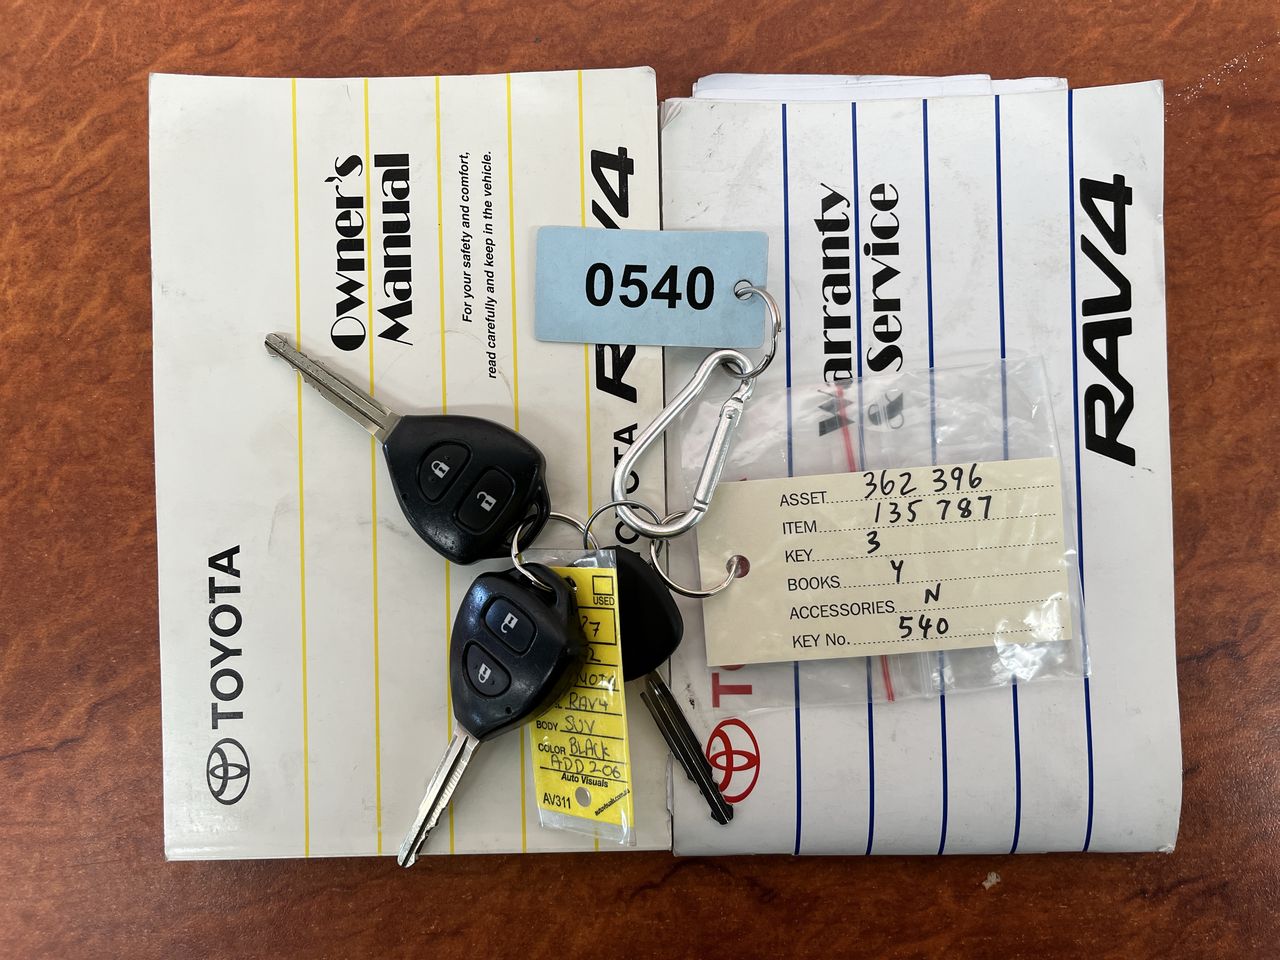 Owner's
Manual
For your safety and comfort,
read carefully and keep in the vehicle.
RAV4
TOYOTA
TOYOTA
Warranty
& Service
RAV4
0540
ASSET 362 396
ITEM 135 787
KEY 3
BOOKS Y
ACCESSORIES N
KEY No. 540
USED
RAV4
BODY SUV
COLOR BLACK
ADD206
Auto Visuals
AV311